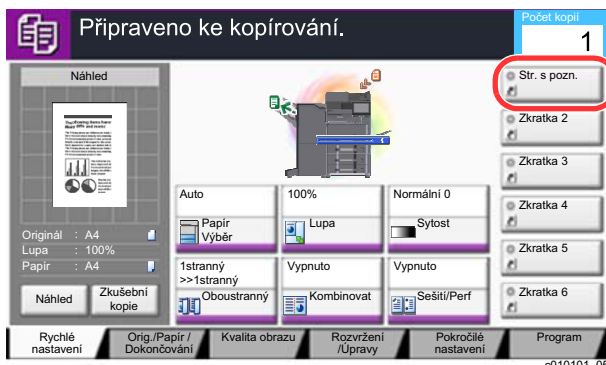 Připraveno ke kopírování.
Počet kopií
1
Náhled
Originál : A4
Lupa : 100%
Papír : A4
Náhled
Zkušební
kopie
Auto
Papír
Výběr
100%
Lupa
Normální 0
Sytost
1stranný
>>1stranný
Oboustranný
Vypnuto
Kombinovat
Vypnuto
Sešití/Perf
Str. s pozn.
Zkratka 2
Zkratka 3
Zkratka 4
Zkratka 5
Zkratka 6
Rychlé
nastavení
Orig./Papír /
Dokončování
Kvalita obrazu
Rozvržení
/Úpravy
Pokročilé
nastavení
Program